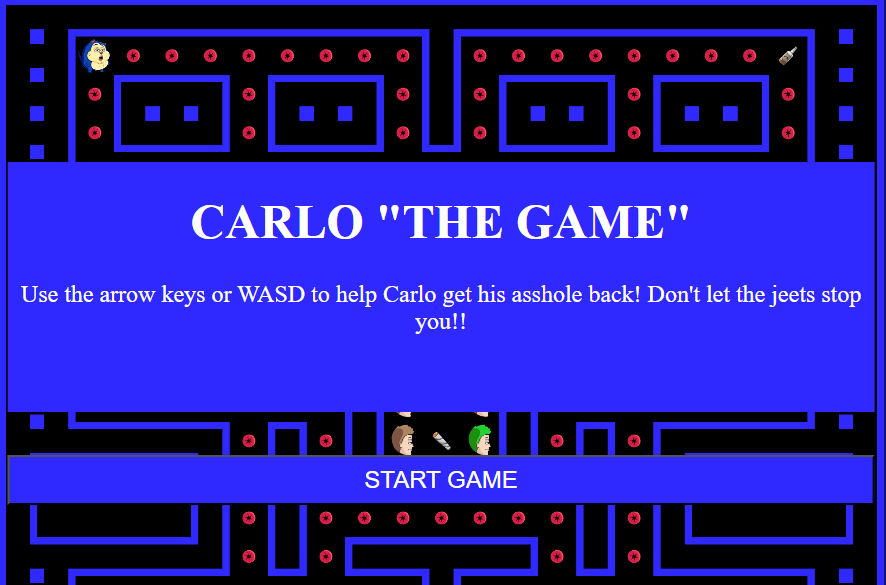 CARLO "THE GAME"
Use the arrow keys or WASD to help Carlo get his asshole back! Don't let the jeets stop
you!!
START GAME